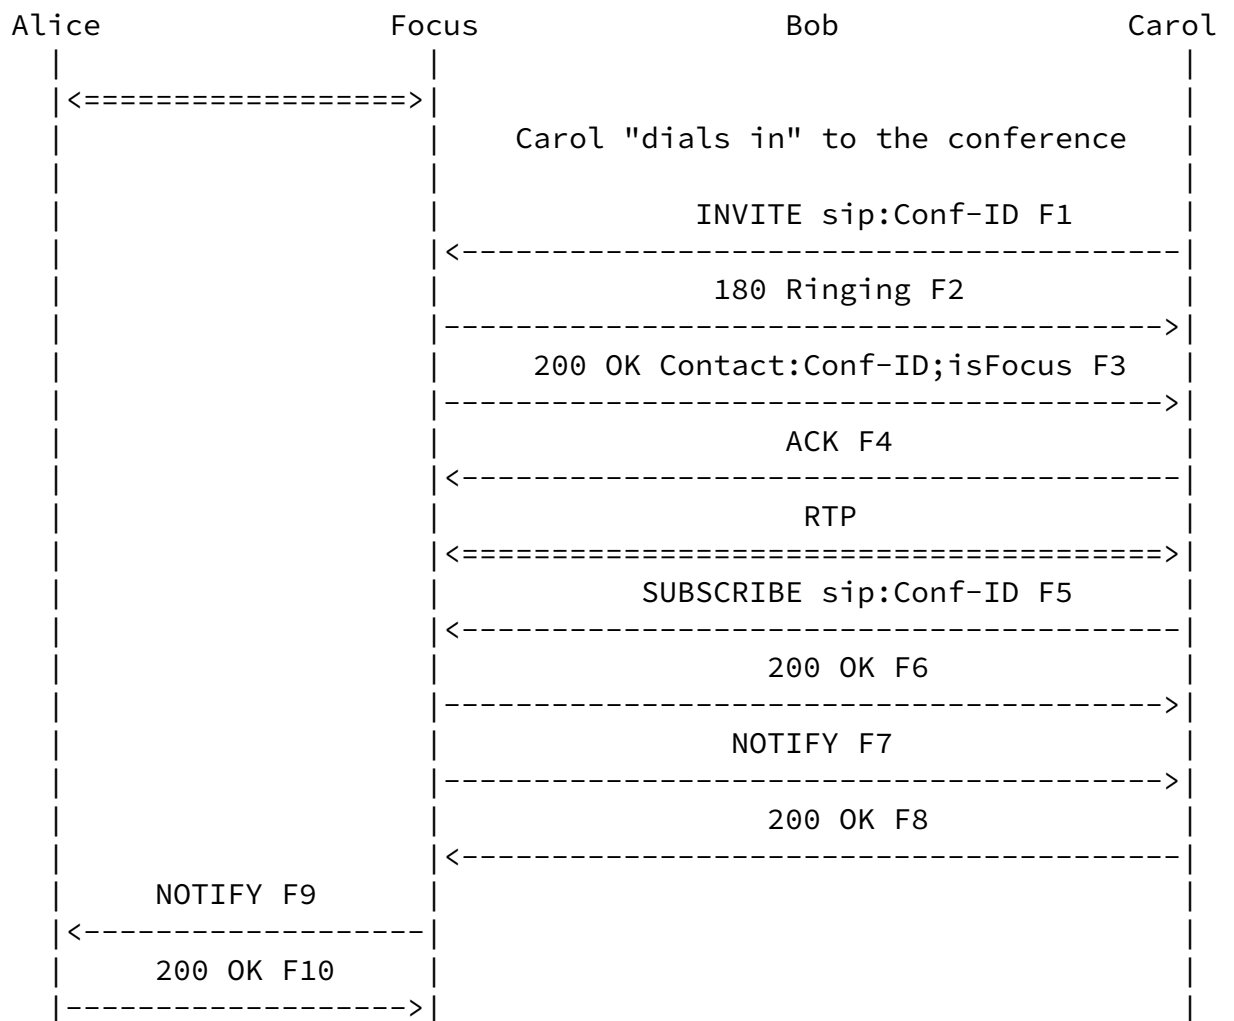 Alice Focus Bob Carol
| | |
|<==================>| |
| | Carol "dials in" to the conference |
| | |
| | INVITE sip:Conf-ID F1 |
| |<----------------------------------------|
| | 180 Ringing F2 |
| |---------------------------------------->|
| | 200 OK Contact:Conf-ID;isFocus F3 |
| |---------------------------------------->|
| | ACK F4 |
| |<----------------------------------------|
| | RTP |
| |<=======================================>|
| | SUBSCRIBE sip:Conf-ID F5 |
| |<----------------------------------------|
| | 200 OK F6 |
| |---------------------------------------->|
| | NOTIFY F7 |
| |---------------------------------------->|
| | 200 OK F8 |
| |<----------------------------------------|
| NOTIFY F9 | |
|<-------------------| |
| 200 OK F10 | |
|------------------->| |